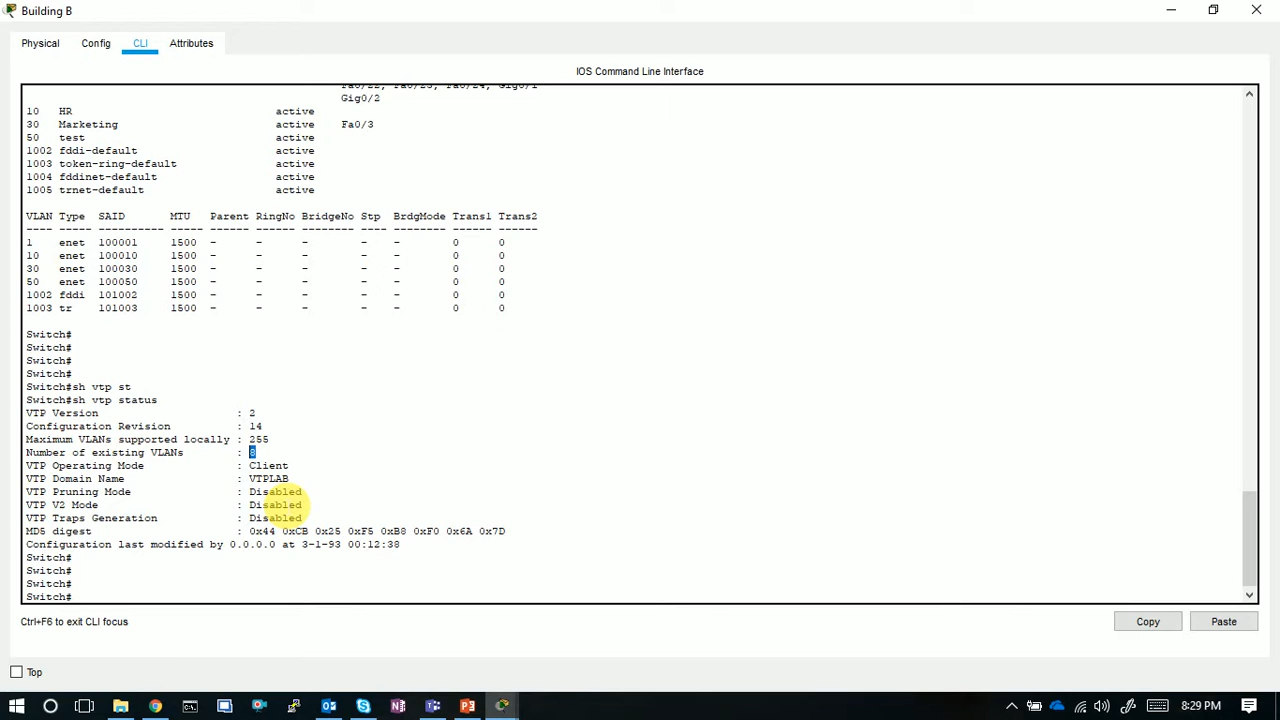 Building B
Physical Config CLI Attributes
IOS Command Line Interface
Fa0/22, Fa0/23, Fa0/24, Gig0/1
Gig0/2
10 HR active
30 Marketing active Fa0/3
50 test active
1002 fddi-default active
1003 token-ring-default active
1004 fddinet-default active
1005 trnet-default active
VLAN Type SAID MTU Parent RingNo BridgeNo Stp BrdgMode Trans1 Trans2
---- ----- ---------- ----- ------ ------ -------- ---- -------- ------ ------
1 enet 100001 1500 - - - - - 0 0
10 enet 100010 1500 - - - - - 0 0
30 enet 100030 1500 - - - - - 0 0
50 enet 100050 1500 - - - - - 0 0
1002 fddi 101002 1500 - - - - - 0 0
1003 tr 101003 1500 - - - - - 0 0
Switch#
Switch#
Switch#
Switch#
Switch#sh vtp st
Switch#sh vtp status
VTP Version : 2
Configuration Revision : 14
Maximum VLANs supported locally : 255
Number of existing VLANs : 8
VTP Operating Mode : Client
VTP Domain Name : VTPLAB
VTP Pruning Mode : Disabled
VTP V2 Mode : Disabled
VTP Traps Generation : Disabled
MD5 digest : 0x44 0xCB 0x25 0xF5 0xB8 0xF0 0x6A 0x7D
Configuration last modified by 0.0.0.0 at 3-1-93 00:12:38
Switch#
Switch#
Switch#
Switch#
Ctrl+F6 to exit CLI focus
Copy Paste
Top
8:29 PM